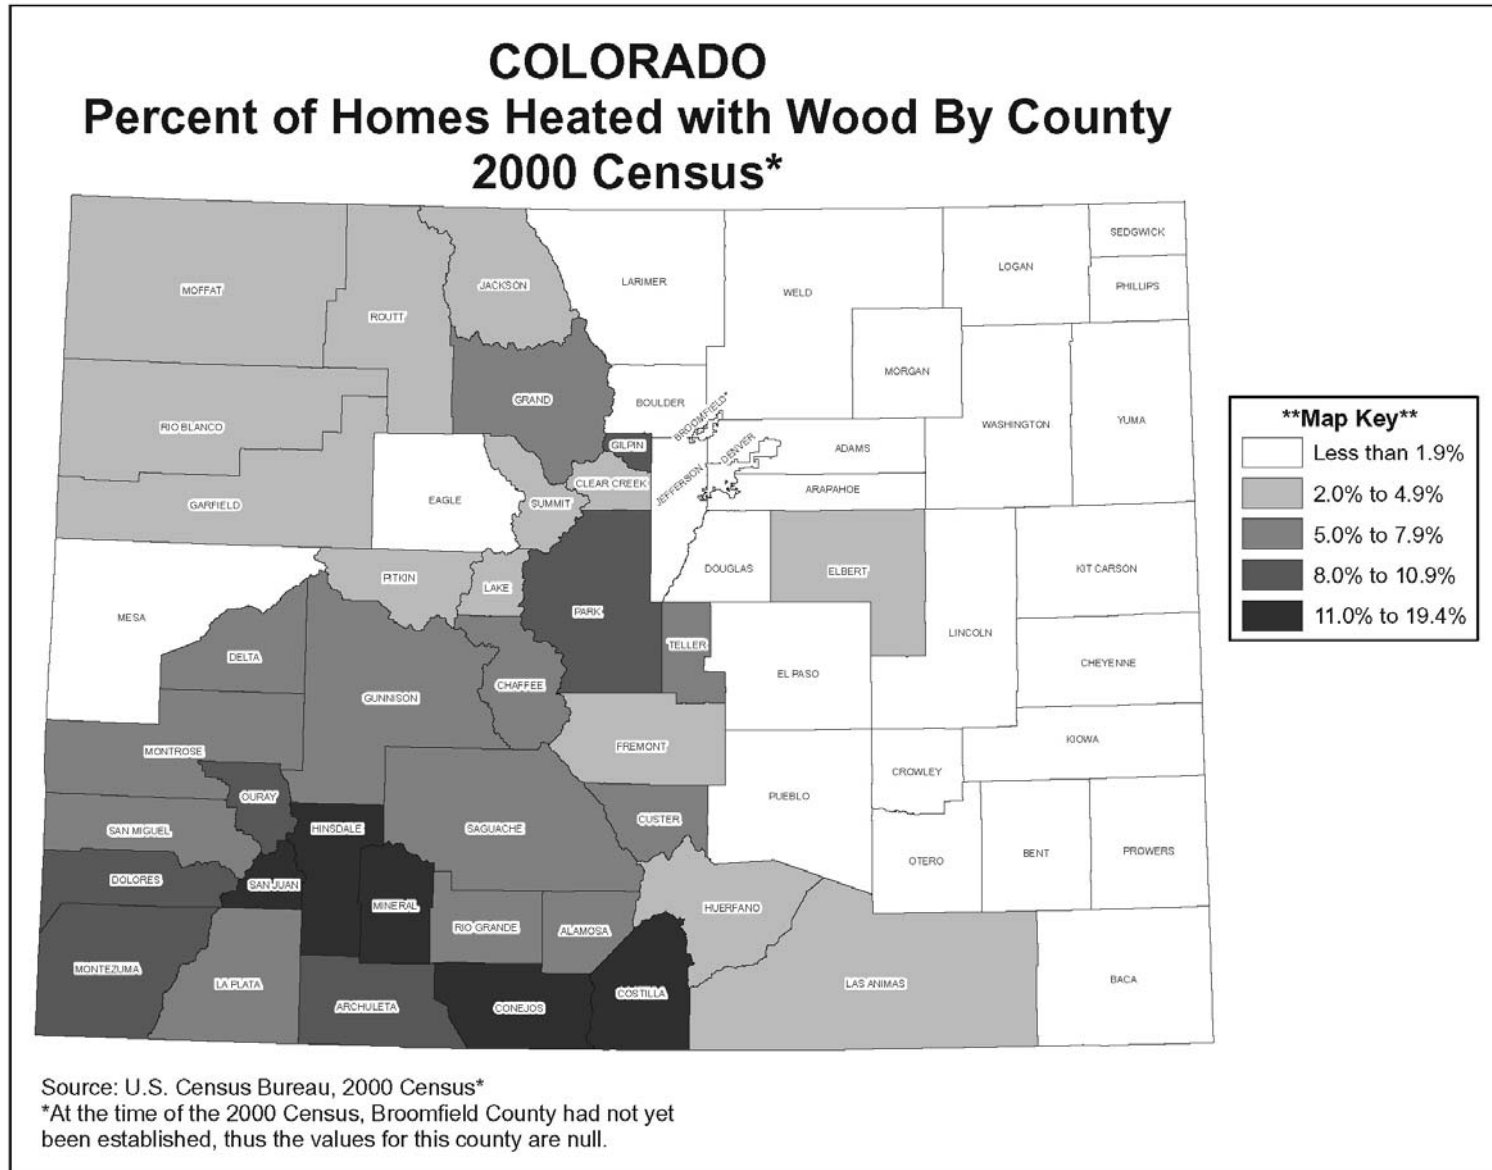 COLORADO
Percent of Homes Heated with Wood By County
2000 Census*
SEDGWICK
LOGAN
JACKSON
LARIMER
MOFFAT
WELD
PHILLIPS
ROUTT
MORGAN
GRAND
BOULDER
BROOMFIELD*
YUMA
RIO BLANCO
WASHINGTON
GILPIN
DENVER
ADAMS
CLEAR CREEK
JEFFERSON
ARAPAHOE
EAGLE
SUMMIT
GARFIELD
DOUGLAS
ELBERT
KIT CARSON
PITKIN
LAKE
PARK
MESA
LINCOLN
TELLER
DELTA
CHEYENNE
EL PASO
CHAFFEE
GUNNISON
KIOWA
FREMONT
MONTROSE
CROWLEY
OURAY
PUEBLO
CUSTER
HINSDALE
SAGUACHE
SAN MIGUEL
BENT
PROWERS
OTERO
DOLORES
SAN JUAN
MINERAL
HUERFANO
RIO GRANDE
ALAMOSA
MONTEZUMA
BACA
LA PLATA
LAS ANIMAS
COSTILLA
ARCHULETA
CONEJOS
**Map Key**
Less than 1.9%
2.0% to 4.9%
5.0% to 7.9%
8.0% to 10.9%
11.0% to 19.4%
Source: U.S. Census Bureau, 2000 Census*
*At the time of the 2000 Census, Broomfield County had not yet
been established, thus the values for this county are null.